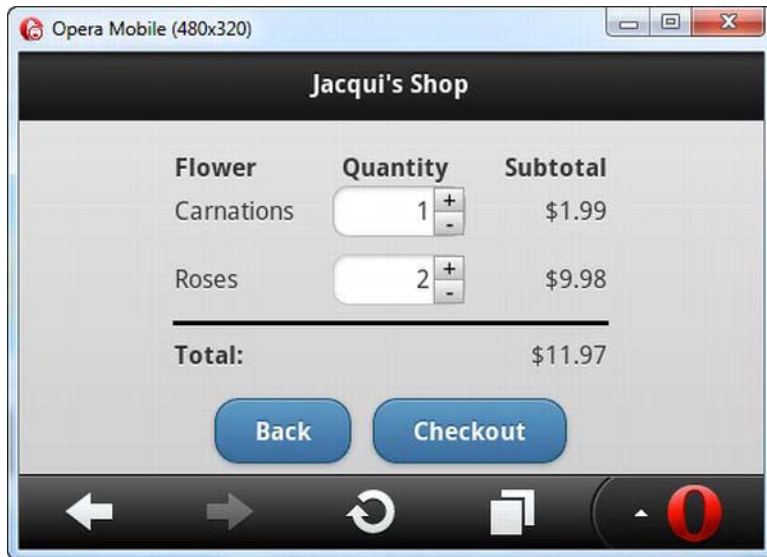 Opera Mobile (480x320)
Jacqui's Shop
Flower Quantity Subtotal
Carnations 1 + - $1.99
Roses 2 + - $9.98
Total: $11.97
Back Checkout